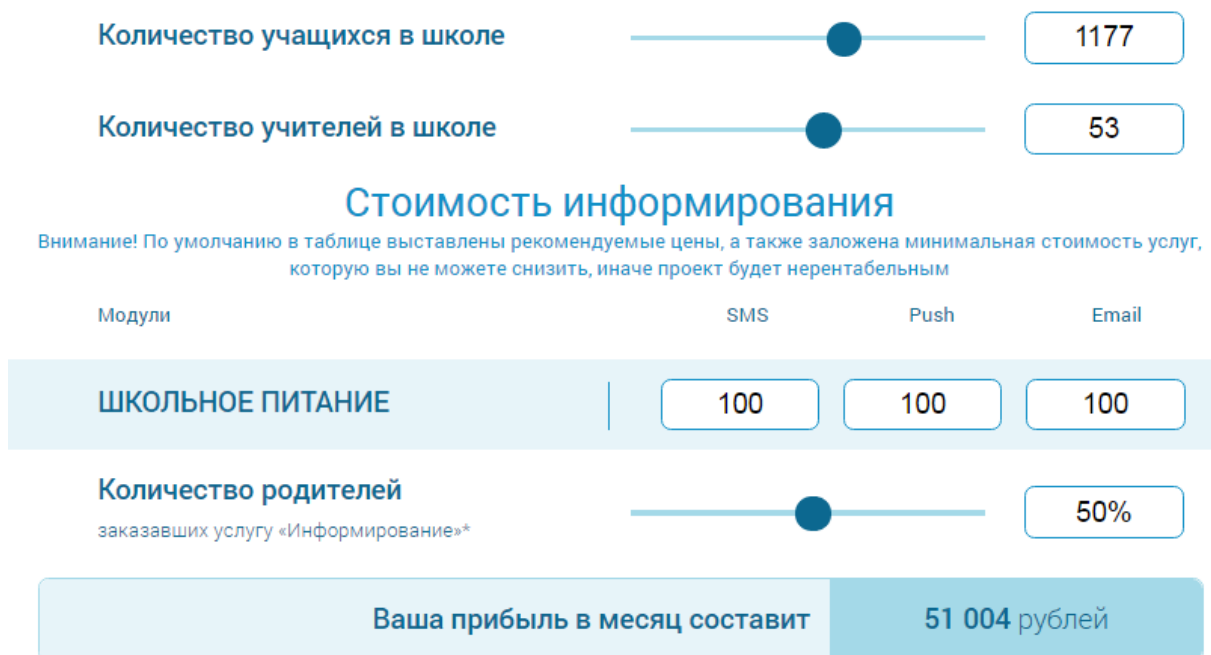 Количество учащихся в школе 1177
Количество учителей в школе 53
Стоимость информирования
Внимание! По умолчанию в таблице выставлены рекомендуемые цены, а также заложена минимальная стоимость услуг,
которую вы не можете снизить, иначе проект будет нерентабельным
Модули SMS Push Email
ШКОЛЬНОЕ ПИТАНИЕ 100 100 100
Количество родителей 50%
заказавших услугу «Информирование»*
Ваша прибыль в месяц составит 51 004 рублей